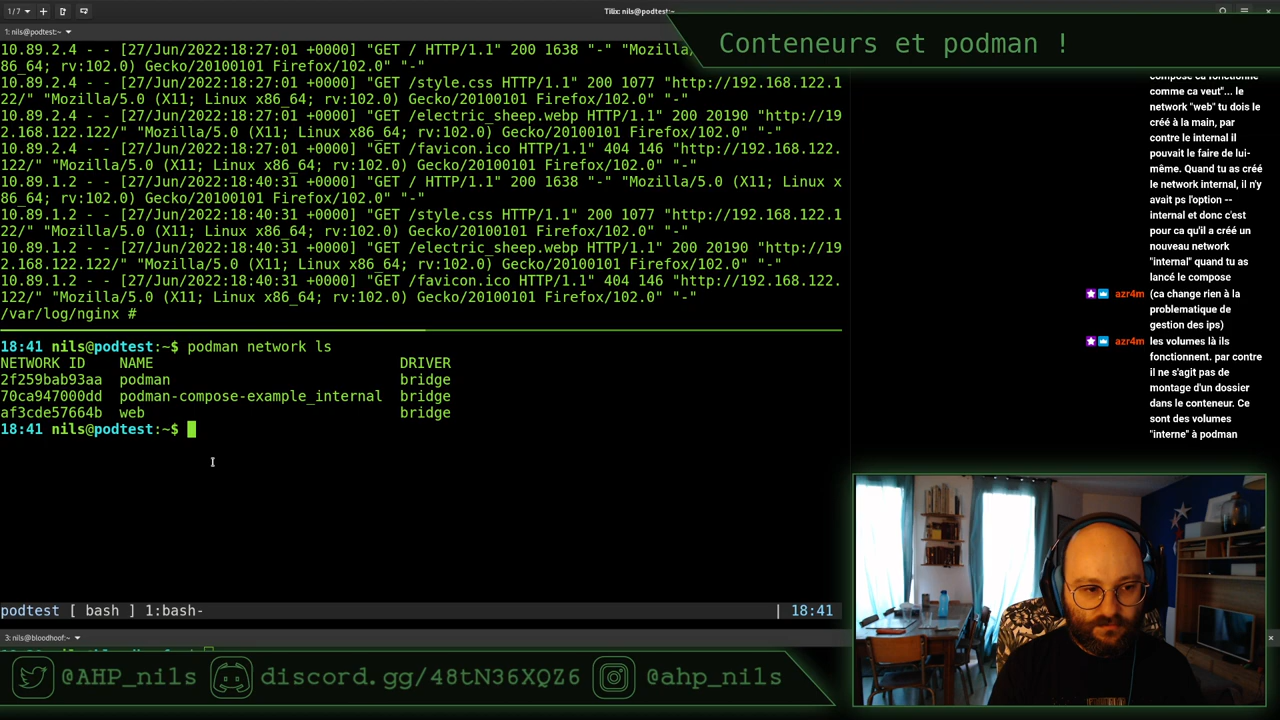 1/7
Tilix: nils@podtest:~
1: nils@podtest:~
Conteneurs et podman !
10.89.2.4 - - [27/Jun/2022:18:27:01 +0000] "GET / HTTP/1.1" 200 1638 "-" "Mozilla/
86_64; rv:102.0) Gecko/20100101 Firefox/102.0" "-"
10.89.2.4 - - [27/Jun/2022:18:27:01 +0000] "GET /style.css HTTP/1.1" 200 1077 "http://192.168.122.1
22/" "Mozilla/5.0 (X11; Linux x86_64; rv:102.0) Gecko/20100101 Firefox/102.0" "-"
10.89.2.4 - - [27/Jun/2022:18:27:01 +0000] "GET /electric_sheep.webp HTTP/1.1" 200 20190 "http://19
2.168.122.122/" "Mozilla/5.0 (X11; Linux x86_64; rv:102.0) Gecko/20100101 Firefox/102.0" "-"
10.89.2.4 - - [27/Jun/2022:18:27:01 +0000] "GET /favicon.ico HTTP/1.1" 404 146 "http://192.168.122.
122/" "Mozilla/5.0 (X11; Linux x86_64; rv:102.0) Gecko/20100101 Firefox/102.0" "-"
10.89.1.2 - - [27/Jun/2022:18:40:31 +0000] "GET / HTTP/1.1" 200 1638 "-" "Mozilla/5.0 (X11; Linux x
86_64; rv:102.0) Gecko/20100101 Firefox/102.0" "-"
10.89.1.2 - - [27/Jun/2022:18:40:31 +0000] "GET /style.css HTTP/1.1" 200 1077 "http://192.168.122.1
22/" "Mozilla/5.0 (X11; Linux x86_64; rv:102.0) Gecko/20100101 Firefox/102.0" "-"
10.89.1.2 - - [27/Jun/2022:18:40:31 +0000] "GET /electric_sheep.webp HTTP/1.1" 200 20190 "http://19
2.168.122.122/" "Mozilla/5.0 (X11; Linux x86_64; rv:102.0) Gecko/20100101 Firefox/102.0" "-"
10.89.1.2 - - [27/Jun/2022:18:40:31 +0000] "GET /favicon.ico HTTP/1.1" 404 146 "http://192.168.122.
122/" "Mozilla/5.0 (X11; Linux x86_64; rv:102.0) Gecko/20100101 Firefox/102.0" "-"
/var/log/nginx #
18:41 nils@podtest:~$ podman network ls
NETWORK ID NAME DRIVER
2f259bab93aa podman bridge
70ca947000dd podman-compose-example_internal bridge
af3cde57664b web bridge
18:41 nils@podtest:~$
podtest [ bash ] 1:bash- | 18:41
3: nils@bloodhoof:~
compose ca fonctionne
comme ca veut"... le
network "web" tu dois le
créé à la main, par
contre le internal il
pouvait le faire de lui-
même. Quand tu as créé
le network internal, il n'y
avait ps l'option --
internal et donc c'est
pour ca qu'il a créé un
nouveau network
"internal" quand tu as
lancé le compose
azr4m (ca change rien à la
problematique de
gestion des ips)
azr4m les volumes là ils
fonctionnent. par contre
il ne s'agit pas de
montage d'un dossier
dans le conteneur. Ce
sont des volumes
"interne" à podman
@AHP_nils discord.gg/48tN36XQZ6 @ahp_nils